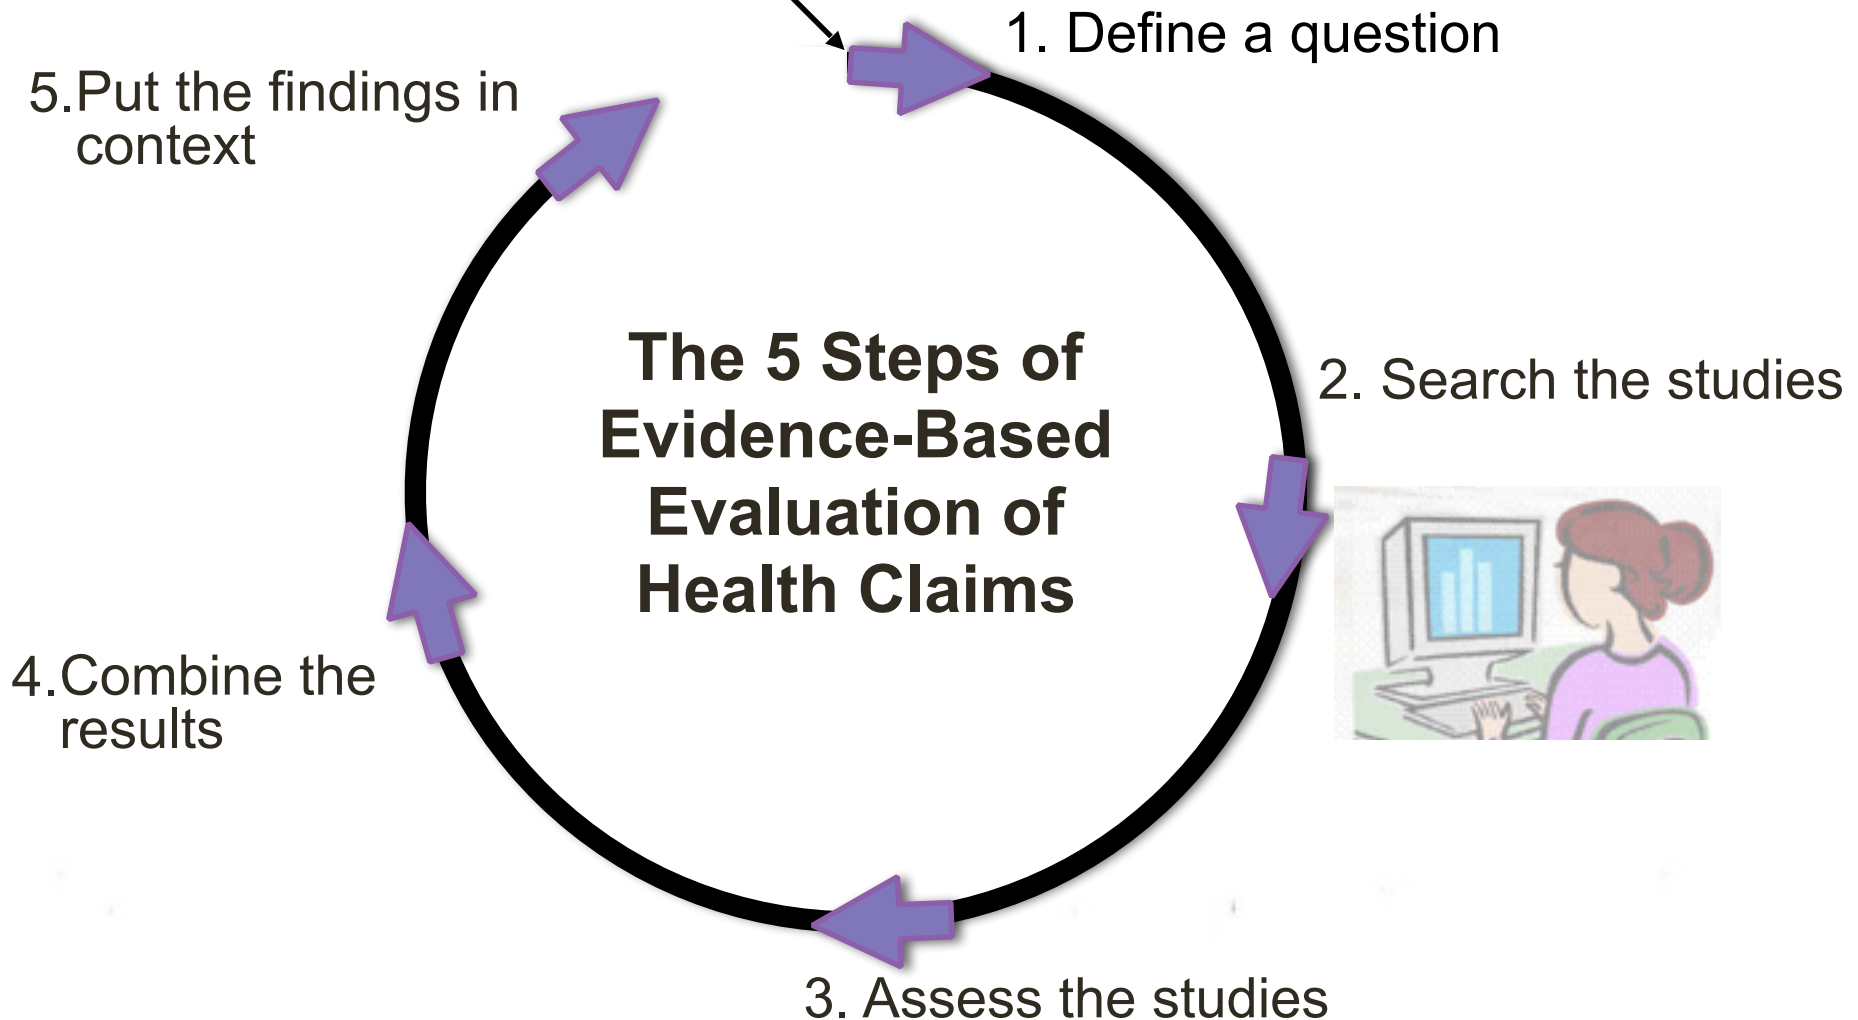 1. Define a question
5.Put the findings in
context
The 5 Steps of
Evidence-Based
Evaluation of
Health Claims
2. Search the studies
4.Combine the
results
3. Assess the studies